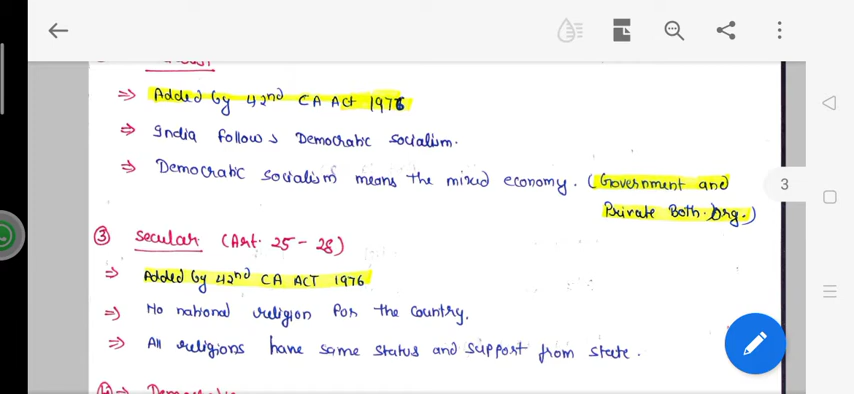 ⇒ Added by 42nd CA Act 1976
⇒ India follows Democratic Socialism.
⇒ Democratic socialism means the mixed economy. (Government and
Private Both Org.)
3
③ Secular (Art. 25 - 28)
⇒ Added by 42nd CA ACT 1976
⇒ No national religion for the country.
⇒ All religions have same status and support from state.